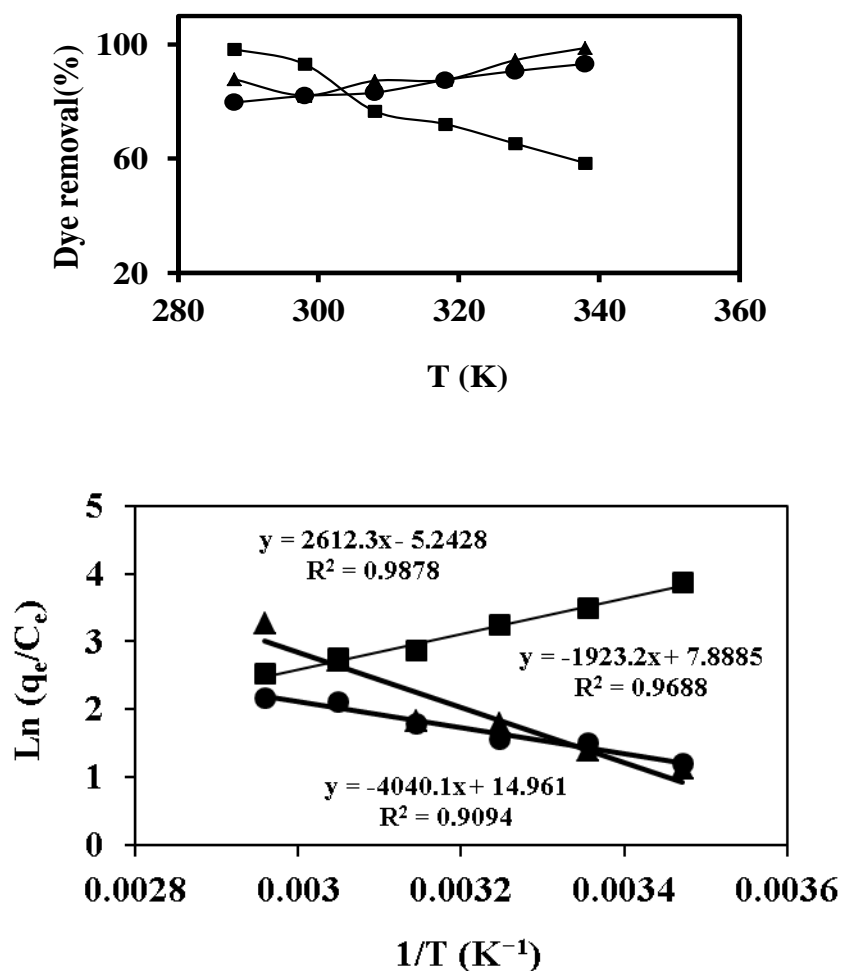 Dye removal(%)
100
60
20
280
300
320
340
360
T (K)
Ln (qₑ/Cₑ)
5
4
3
2
1
0
y = 2612.3x - 5.2428
R² = 0.9878
y = -1923.2x + 7.8885
R² = 0.9688
y = -4040.1x + 14.961
R² = 0.9094
0.0028
0.003
0.0032
0.0034
0.0036
1/T (K⁻¹)